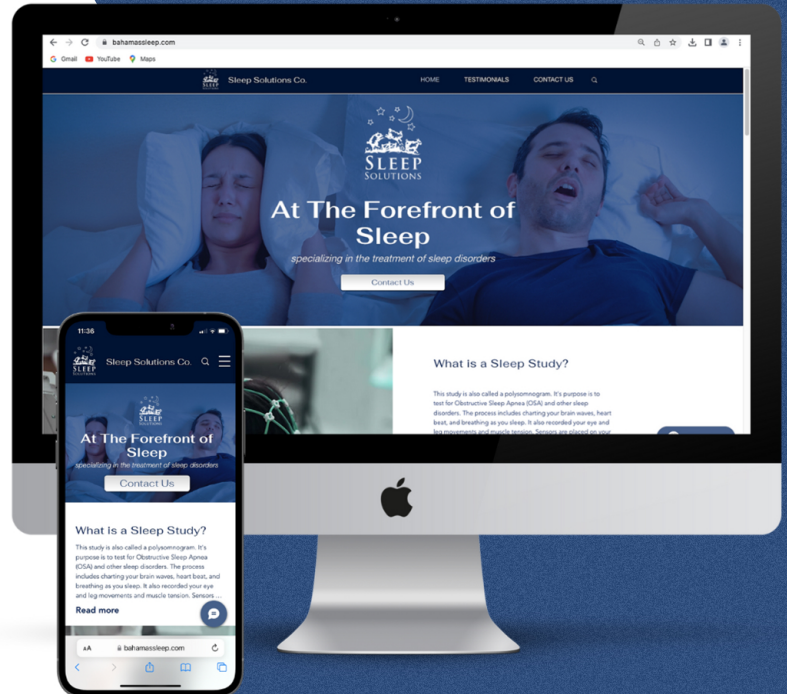 bahamassleep.com
Gmail YouTube Maps
SLEEP
SOLUTIONS
Sleep Solutions Co.
HOME TESTIMONIALS CONTACT US
SLEEP
SOLUTIONS
At The Forefront of
Sleep
specializing in the treatment of sleep disorders
Contact Us
What is a Sleep Study?
This study is also called a polysomnogram. It's purpose is to
test for Obstructive Sleep Apnea (OSA) and other sleep
disorders. The process includes charting your brain waves, heart
beat, and breathing as you sleep. It also recorded your eye and
leg movements and muscle tension. Sensors are placed on your
11:36
SLEEP
SOLUTIONS
Sleep Solutions Co.
SLEEP
SOLUTIONS
At The Forefront of
Sleep
specializing in the treatment of sleep disorders
Contact Us
What is a Sleep Study?
This study is also called a polysomnogram. It's
purpose is to test for Obstructive Sleep Apnea
(OSA) and other sleep disorders. The process
includes charting your brain waves, heart beat, and
breathing as you sleep. It also recorded your eye
and leg movements and muscle tension. Sensors ...
Read more
AA bahamassleep.com